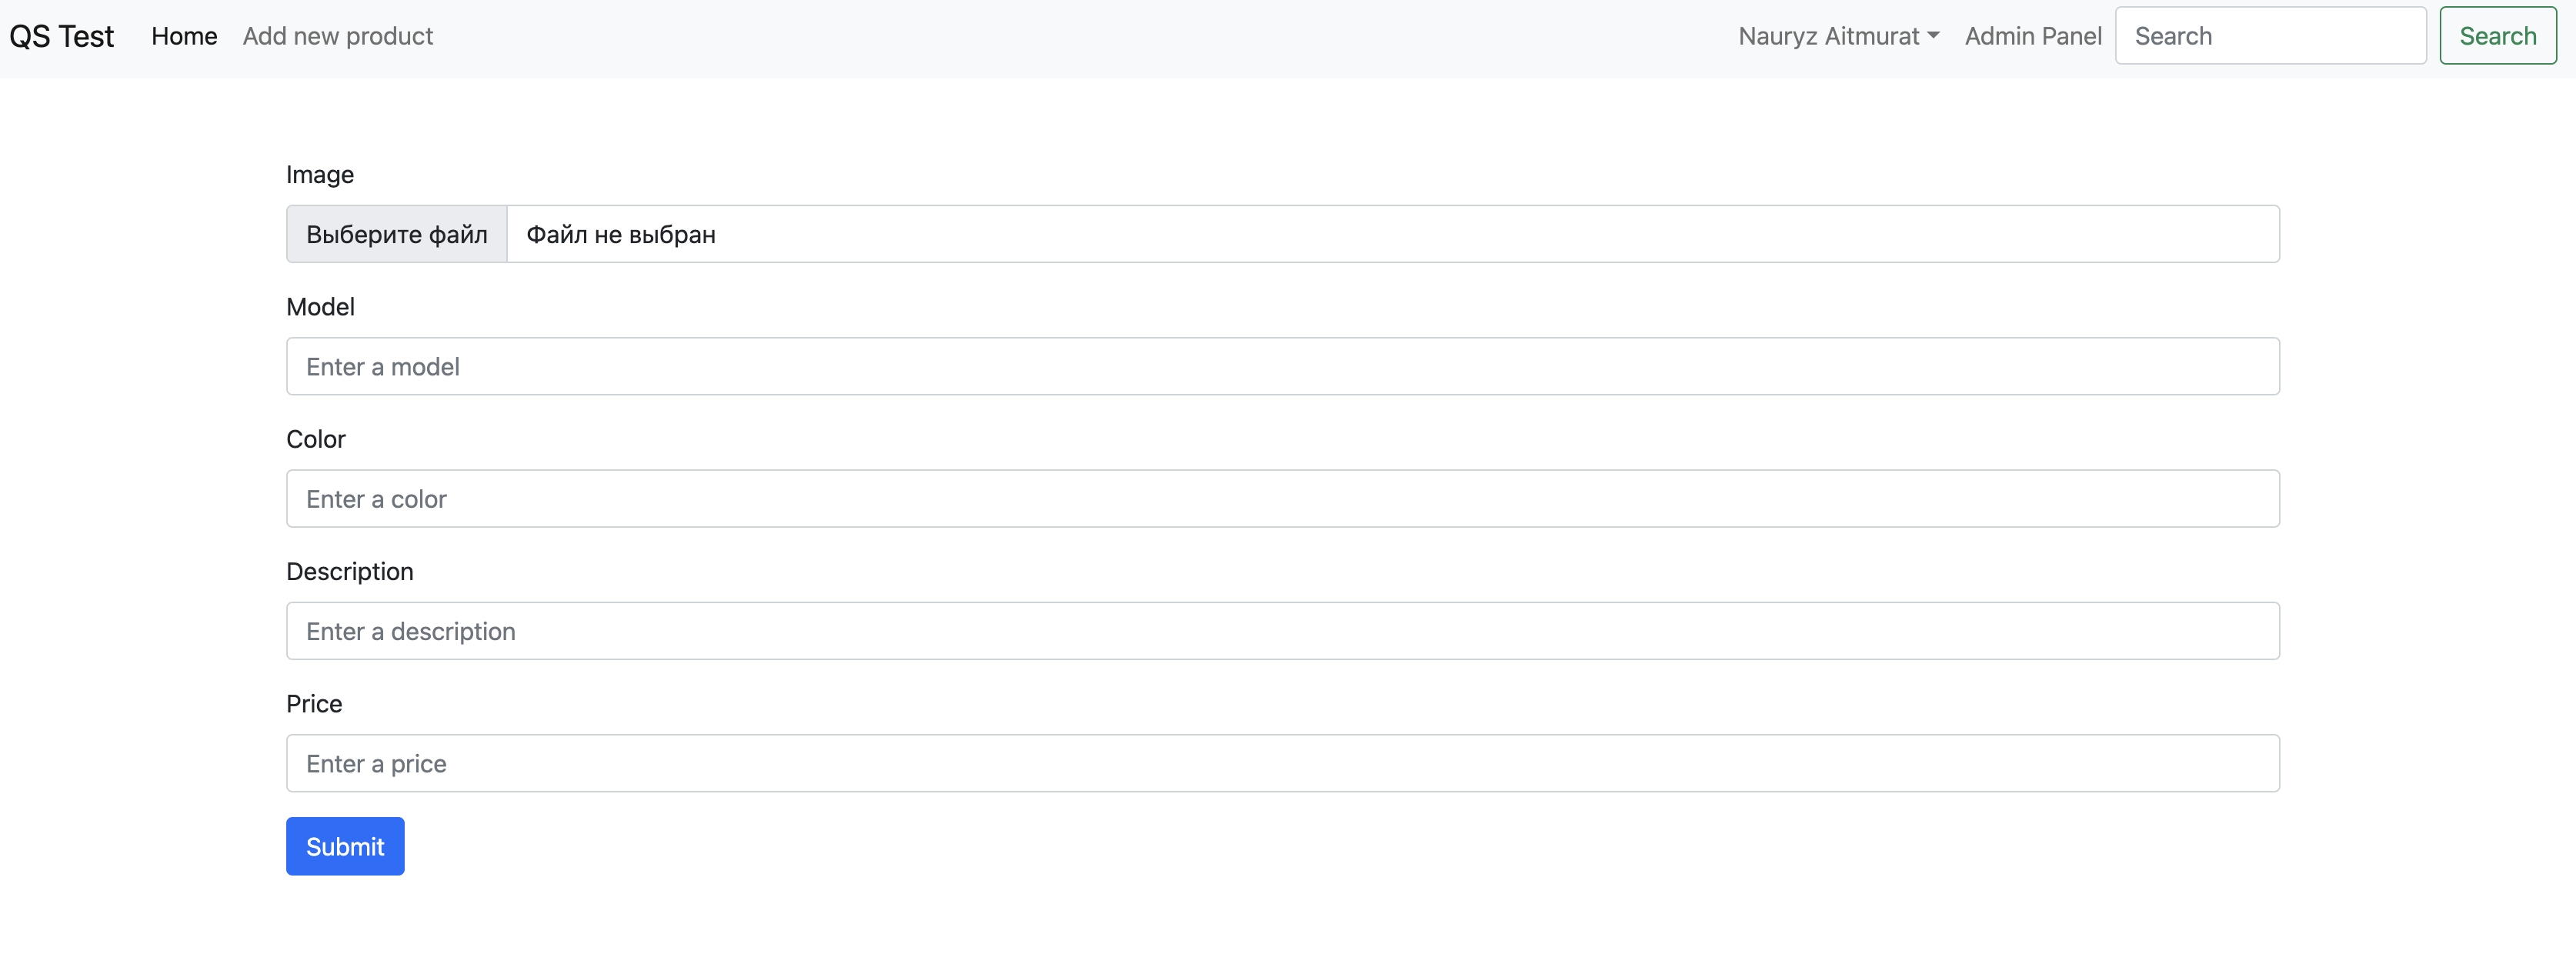 QS Test Home Add new product Nauryz Aitmurat Admin Panel Search Search
Image
Выберите файл Файл не выбран
Model
Enter a model
Color
Enter a color
Description
Enter a description
Price
Enter a price
Submit